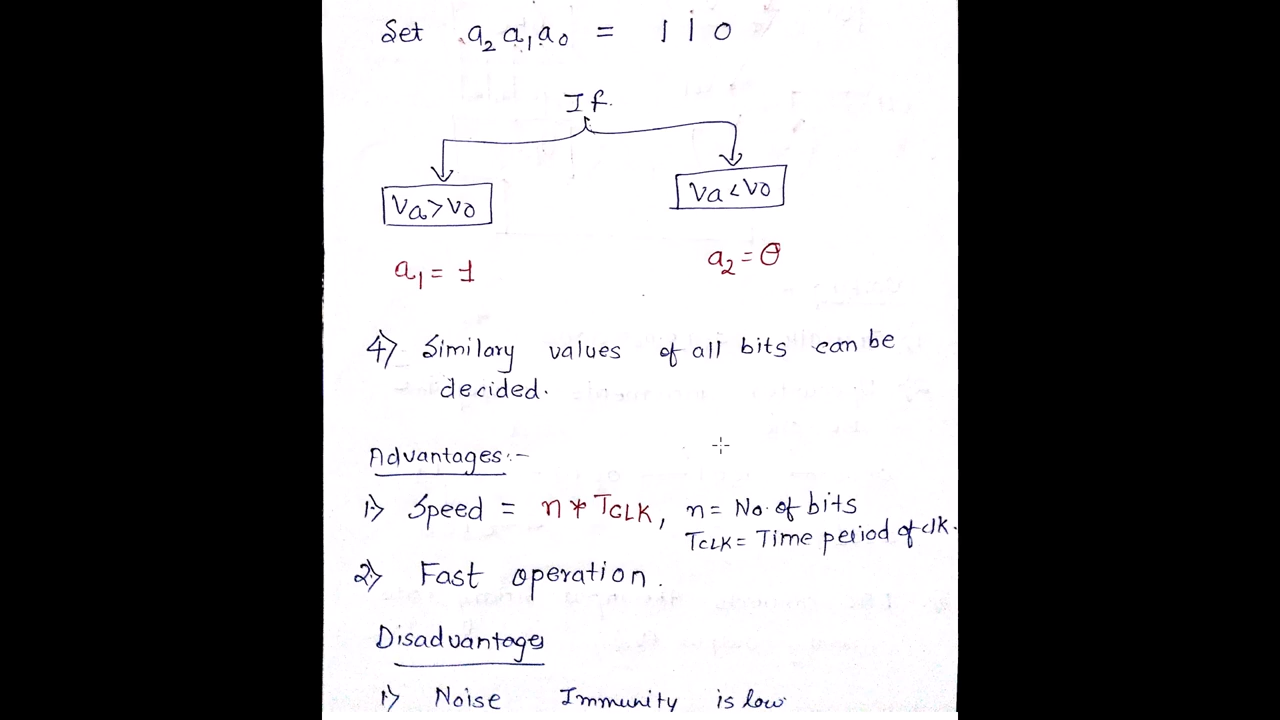 Set a₂ a₁ a₀ = 1 1 0
If.
Va>Vo
Va<Vo
a₁ = 1
a₂ = 0
4) Similary values of all bits can be
decided.
Advantages:-
1) Speed = n * TCLK, n = No. of bits
TCLK = Time period of clk.
2) Fast operation.
Disadvantages
1) Noise Immunity is low